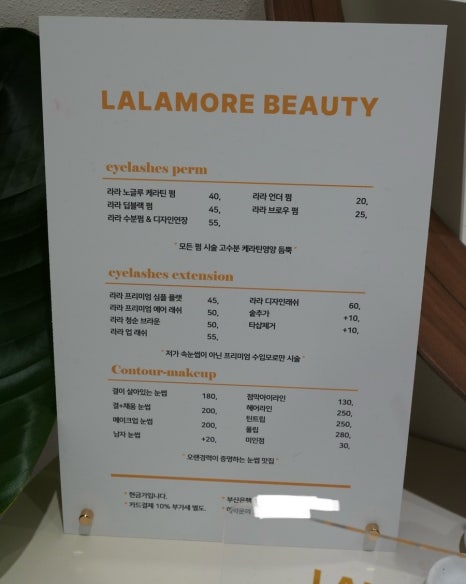 LALAMORE BEAUTY
eyelashes perm
라라 노글루 케라틴 펌 40,
라라 딥블랙 펌 45,
라라 수분펌 & 디자인연장 55,
라라 언더 펌 20,
라라 브로우 펌 25,
" 모든 펌 시술 고수분 케라틴영양 듬뿍 "
eyelashes extension
라라 프리미엄 심플 플랫 45,
라라 프리미엄 에어 래쉬 50,
라라 청순 브라운 50,
라라 업 래쉬 55,
라라 디자인래쉬 60,
숱추가 +10,
타샵제거 +10,
" 저가 속눈썹이 아닌 프리미엄 수입모로만 시술 "
Contour-makeup
결이 살아있는 눈썹 180,
결+채움 눈썹 200,
메이크업 눈썹 200,
남자 눈썹 +20,
점막아이라인 130,
헤어라인 250,
틴트립 250,
풀립 280,
미인점 30,
" 오랜경력이 증명하는 눈썹 맛집 "
* 현금가입니다.
* 카드결제 10% 부가세 별도.
* 부산은행